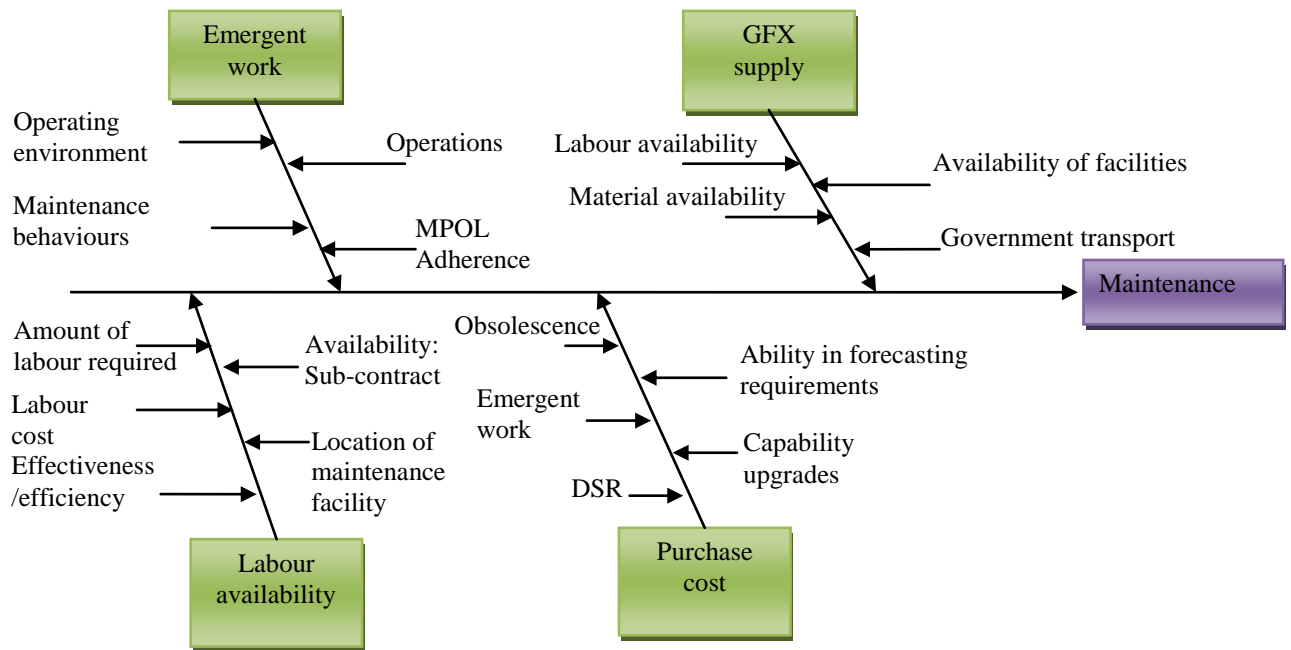 Emergent
work
GFX
supply
Operating
environment
Operations
Maintenance
behaviours
MPOL
Adherence
Labour availability
Availability of facilities
Material availability
Government transport
Maintenance
Amount of
labour required
Availability:
Sub-contract
Labour
cost
Location of
maintenance
facility
Effectiveness
/efficiency
Labour
availability
Obsolescence
Ability in forecasting
requirements
Emergent
work
Capability
upgrades
DSR
Purchase
cost